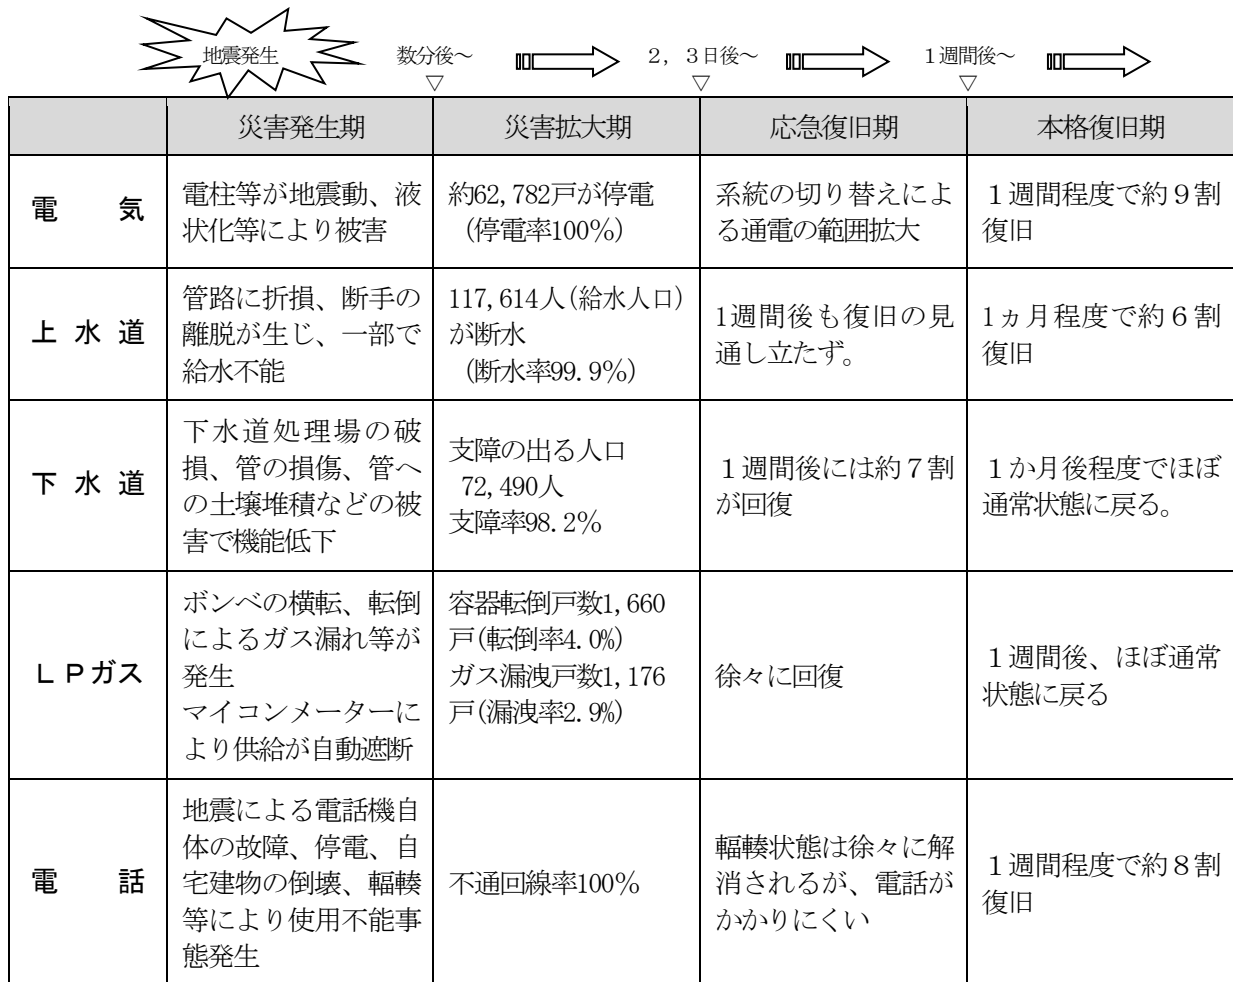 地震発生
数分後～
2，3日後～
1週間後～
▽
▽
▽
災害発生期
災害拡大期
応急復旧期
本格復旧期
電　　気
電柱等が地震動、液
状化等により被害
約62,782戸が停電
（停電率100％）
系統の切り替えによ
る通電の範囲拡大
１週間程度で約９割
復旧
上 水 道
管路に折損、断手の
離脱が生じ、一部で
給水不能
117,614人（給水人口）
が断水
（断水率99.9％）
1週間後も復旧の見
通し立たず。
1ヵ月程度で約６割
復旧
下 水 道
下水道処理場の破
損、管の損傷、管へ
の土壌堆積などの被
害で機能低下
支障の出る人口
72,490人
支障率98.2％
１週間後には約７割
が回復
１か月後程度でほぼ
通常状態に戻る。
ＬＰガス
ボンベの横転、転倒
によるガス漏れ等が
発生
マイコンメーターに
より供給が自動遮断
容器転倒戸数1,660
戸(転倒率4.0%)
ガス漏洩戸数1,176
戸(漏洩率2.9%)
徐々に回復
１週間後、ほぼ通常
状態に戻る
電　　話
地震による電話機自
体の故障、停電、自
宅建物の倒壊、輻輳
等により使用不能事
態発生
不通回線率100％
輻輳状態は徐々に解
消されるが、電話が
かかりにくい
１週間程度で約８割
復旧